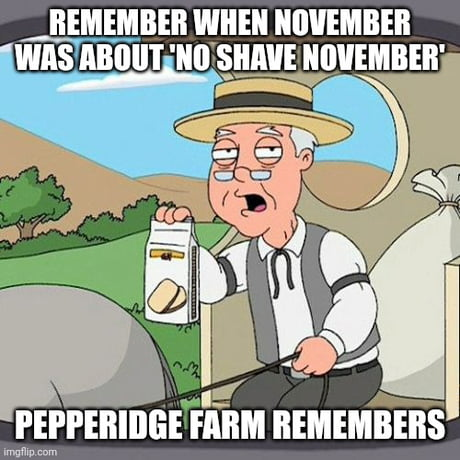 REMEMBER WHEN NOVEMBER
WAS ABOUT 'NO SHAVE NOVEMBER'
PEPPERIDGE FARM REMEMBERS
imgflip.com